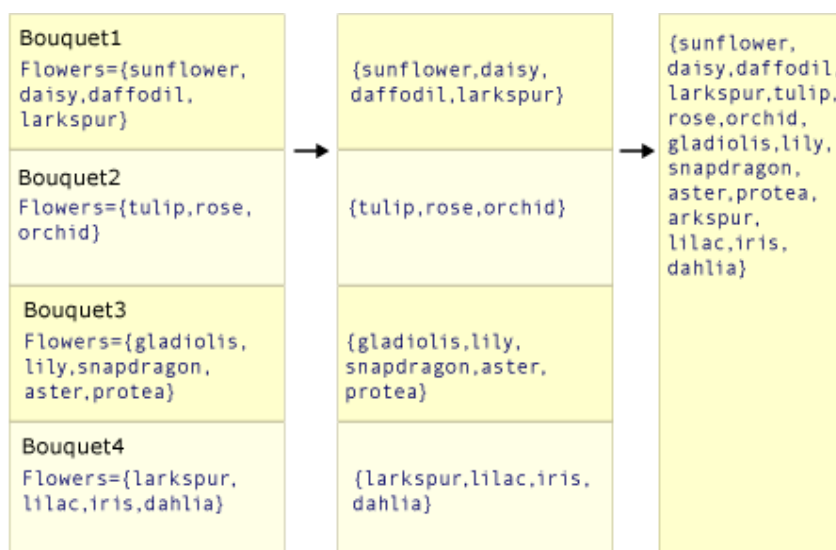 Bouquet1
Flowers={sunflower,
daisy,daffodil,
larkspur}
Bouquet2
Flowers={tulip,rose,
orchid}
Bouquet3
Flowers={gladiolis,
lily,snapdragon,
aster,protea}
Bouquet4
Flowers={larkspur,
lilac,iris,dahlia}
{sunflower,daisy,
daffodil,larkspur}
{tulip,rose,orchid}
{gladiolis,lily,
snapdragon,aster,
protea}
{larkspur,lilac,iris,
dahlia}
{sunflower,
daisy,daffodil,
larkspur,tulip,
rose,orchid,
gladiolis,lily,
snapdragon,
aster,protea,
arkspur,
lilac,iris,
dahlia}